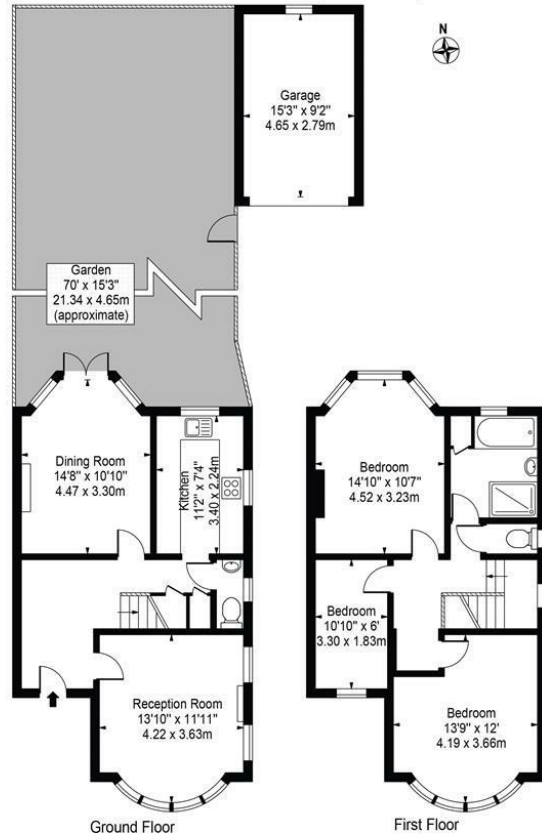 N
Garage
15'3" x 9'2"
4.65 x 2.79m
Garden
70' x 15'3"
21.34 x 4.65m
(approximate)
Dining Room
14'8" x 10'10"
4.47 x 3.30m
Kitchen
11'2" x 7'4"
3.40 x 2.24m
Reception Room
13'10" x 11'11"
4.22 x 3.63m
Ground Floor
Bedroom
14'10" x 10'7"
4.52 x 3.23m
Bedroom
10'10" x 6'
3.30 x 1.83m
Bedroom
13'9" x 12'
4.19 x 3.66m
First Floor